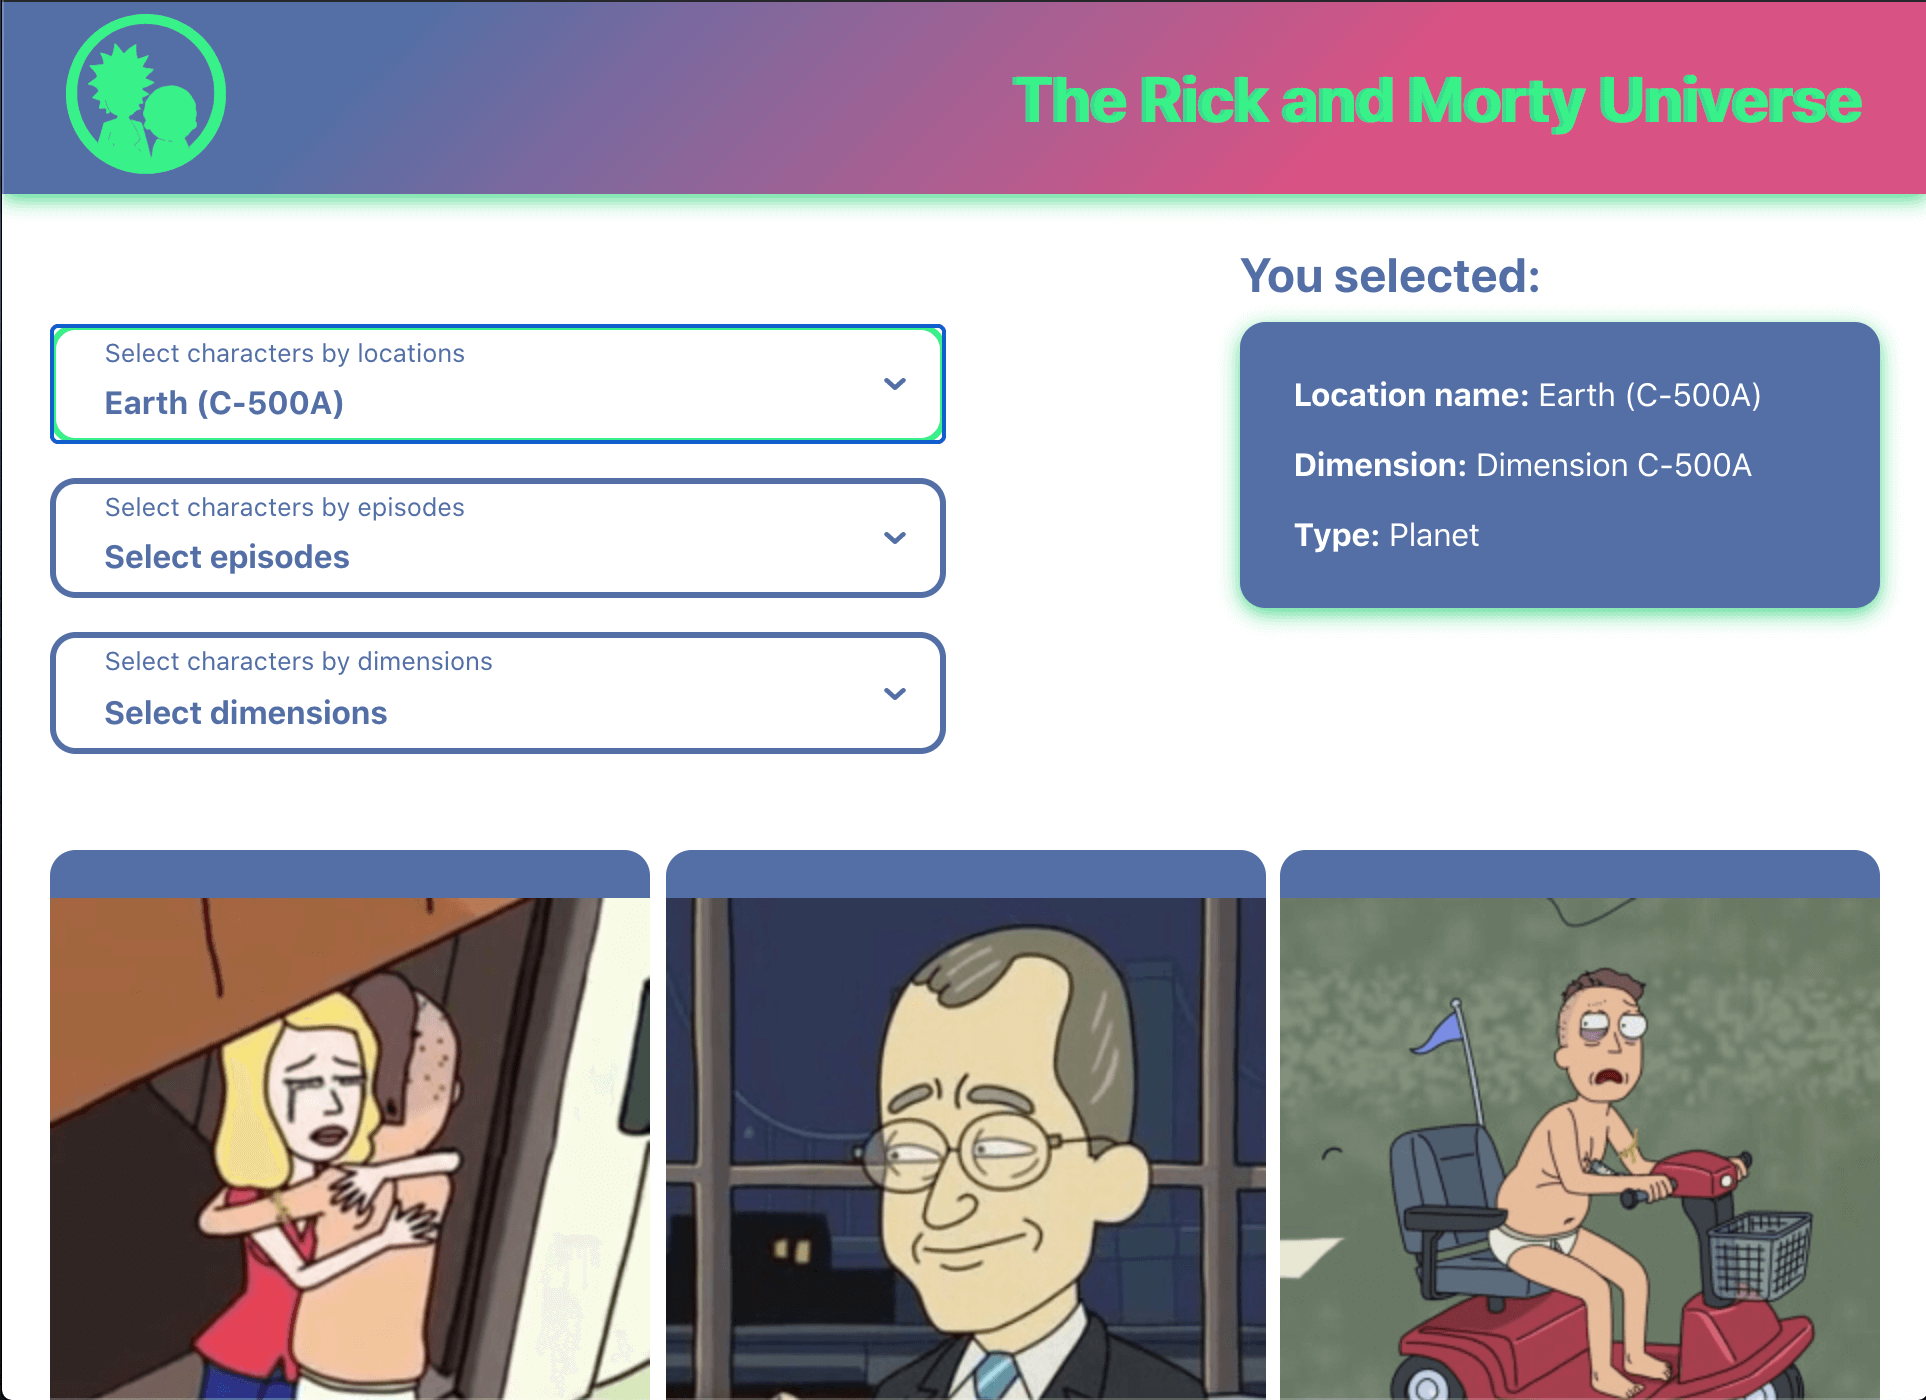 The Rick and Morty Universe
You selected:
Select characters by locations
Earth (C-500A)
Select characters by episodes
Select episodes
Select characters by dimensions
Select dimensions
Location name: Earth (C-500A)
Dimension: Dimension C-500A
Type: Planet